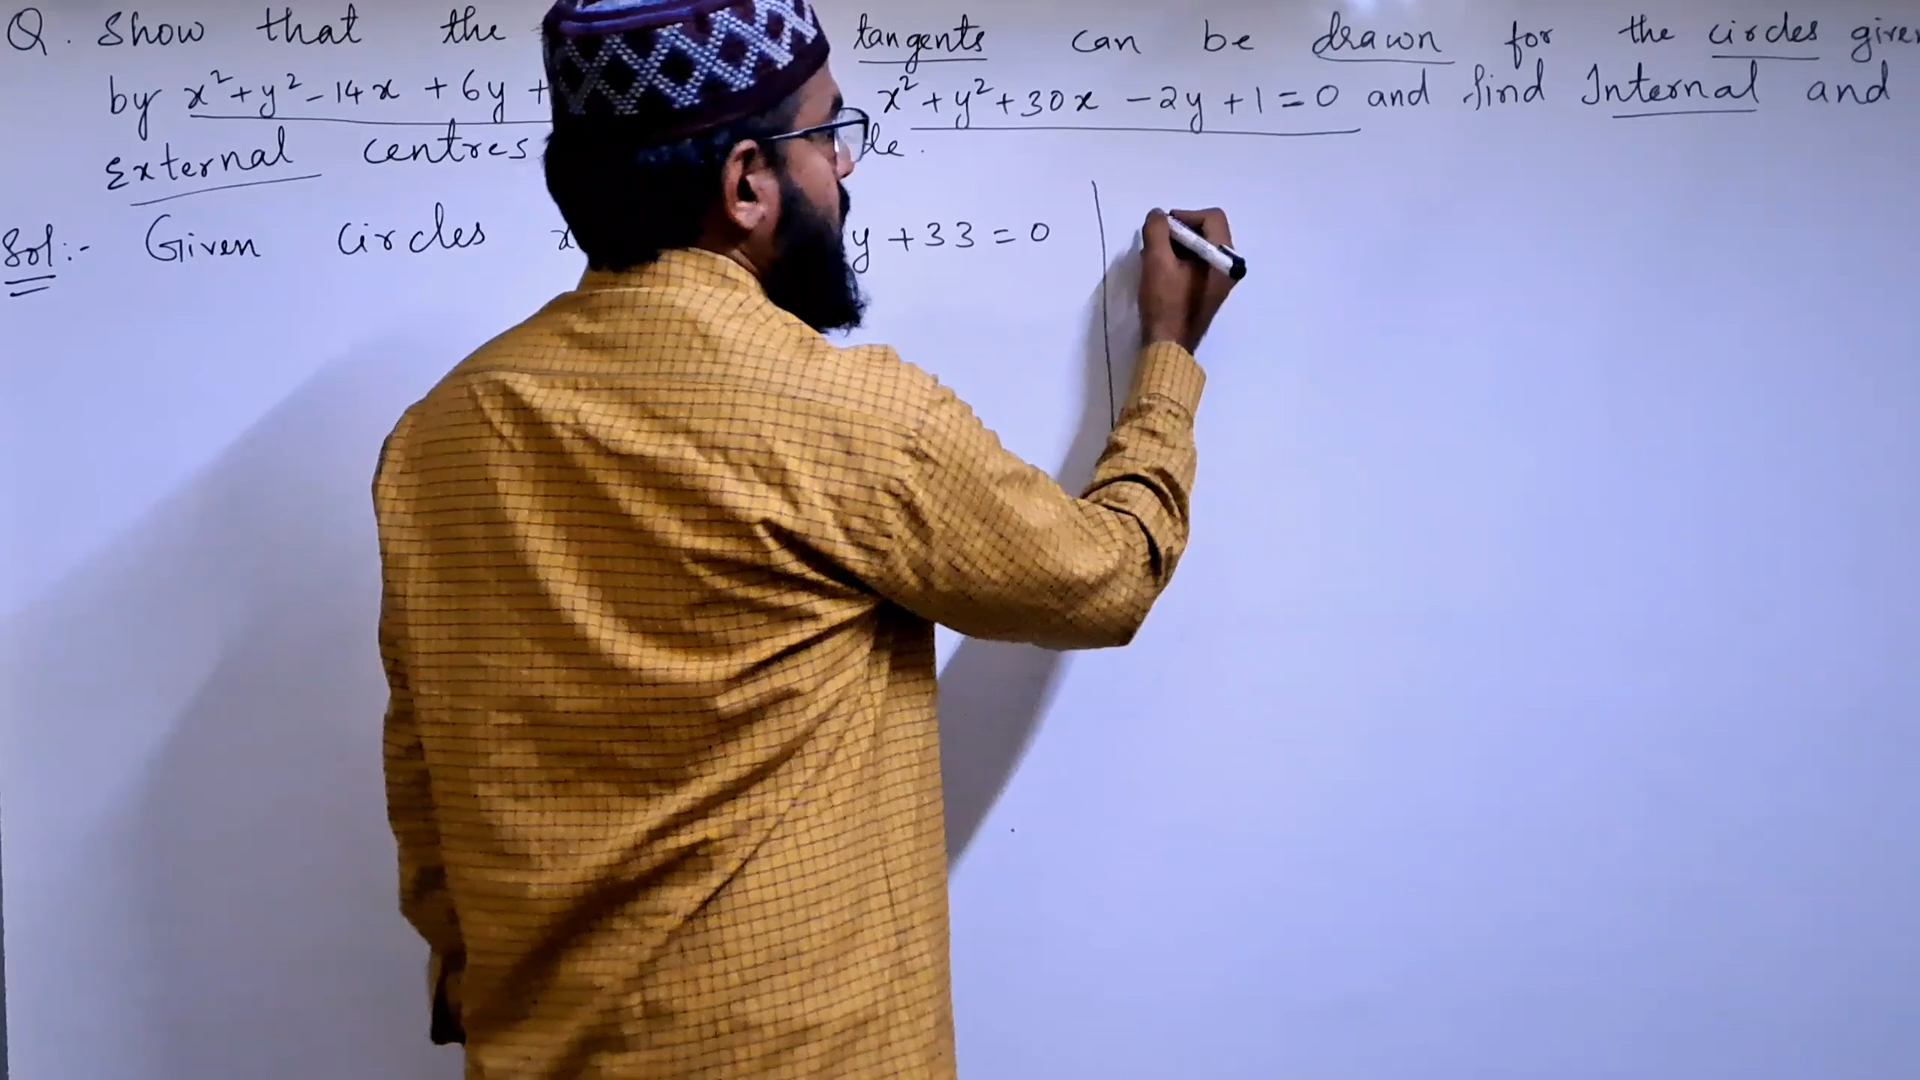 Q. Show that the tangents can be drawn for the circles given
by x²+y²-14x+6y+ x²+y²+30x-2y+1=0 and find Internal and
External centres
Sol:- Given circles x y+33=0